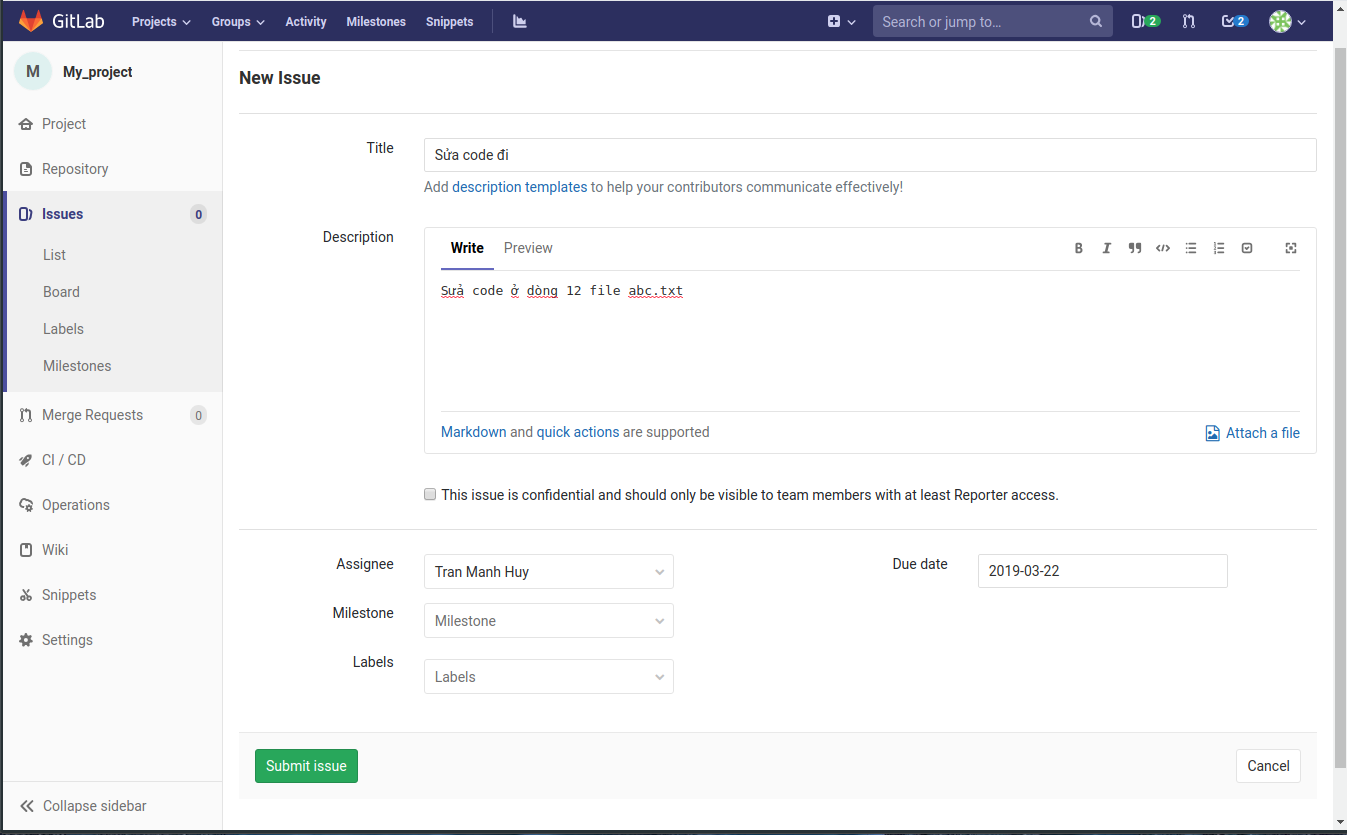 GitLab Projects Groups Activity Milestones Snippets Search or jump to... 2 2
M My_project
New Issue
Project
Repository
Issues 0
List
Board
Labels
Milestones
Merge Requests 0
CI / CD
Operations
Wiki
Snippets
Settings
Collapse sidebar
Title Sửa code đi
Add description templates to help your contributors communicate effectively!
Description Write Preview
Sưả code ở dòng 12 file abc.txt
Markdown and quick actions are supported Attach a file
This issue is confidential and should only be visible to team members with at least Reporter access.
Assignee Tran Manh Huy Due date 2019-03-22
Milestone Milestone
Labels Labels
Submit issue Cancel